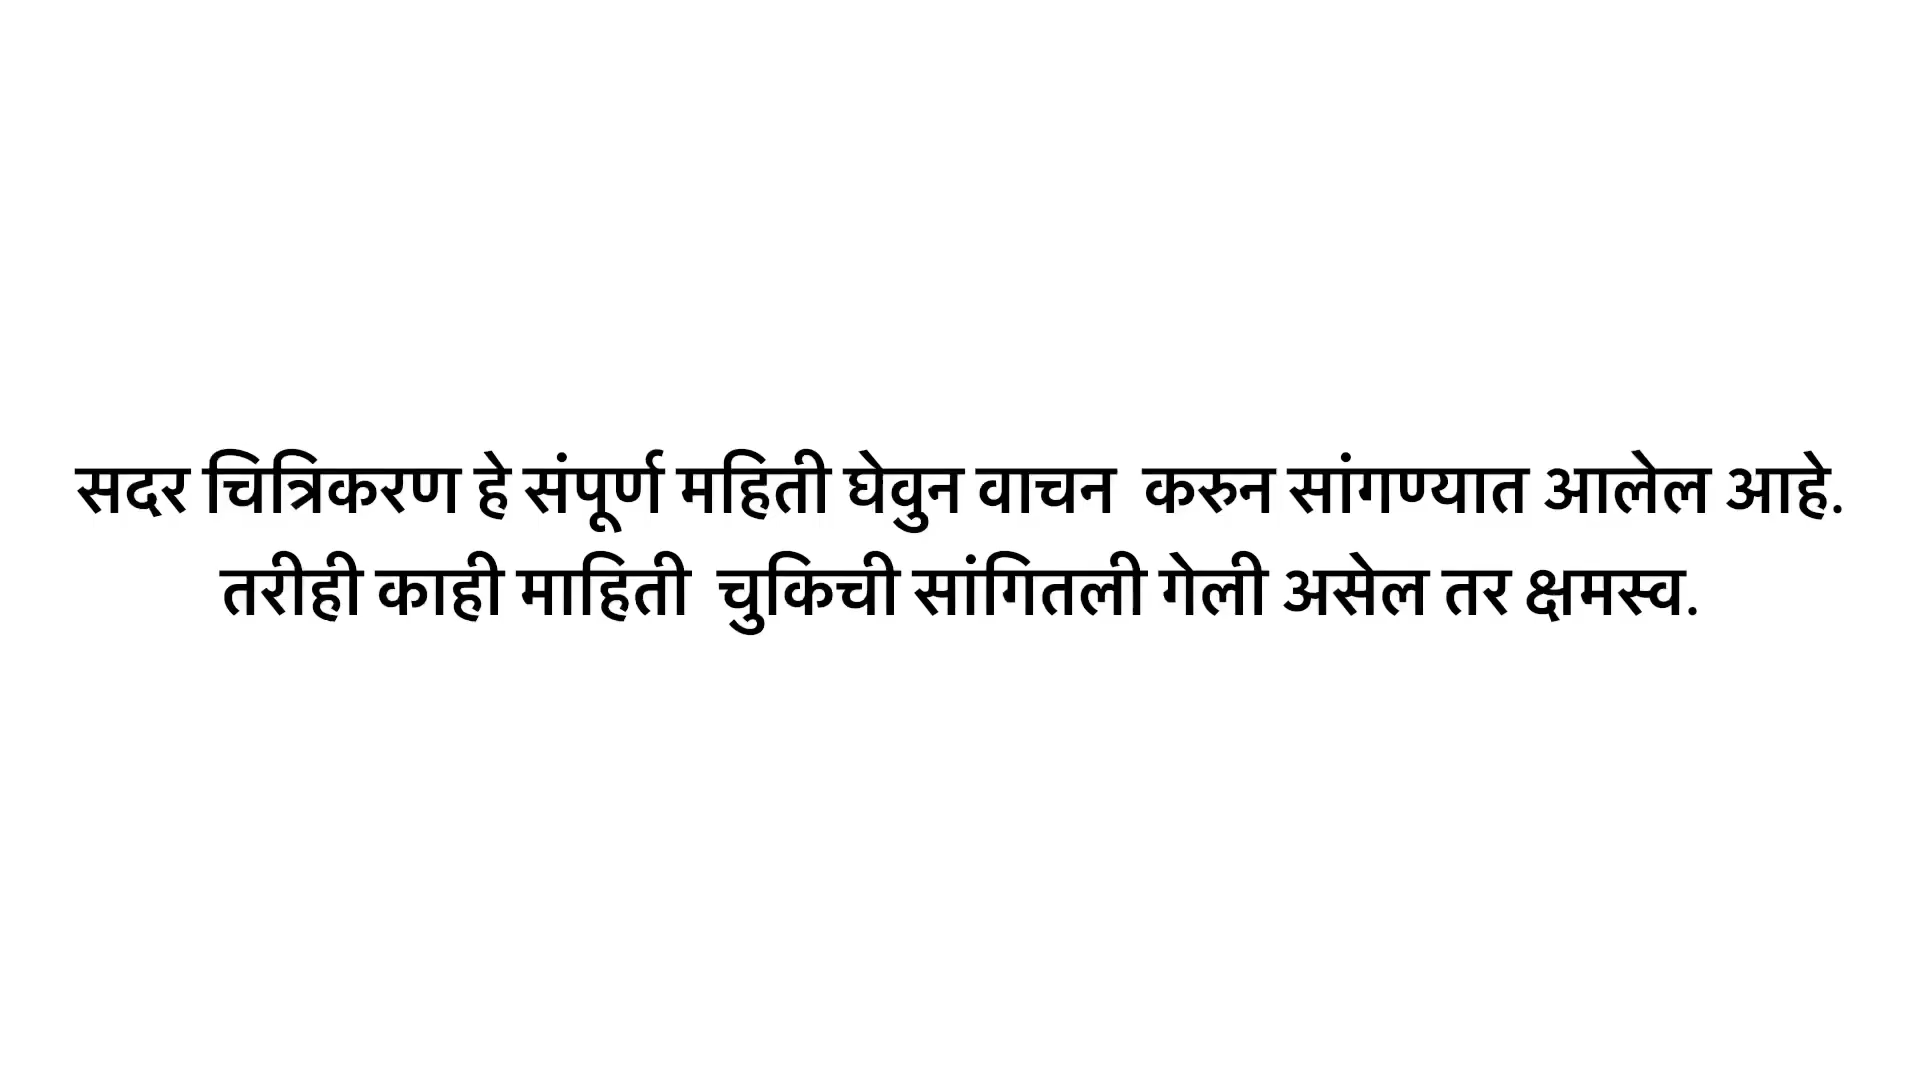 सदर चित्रिकरण हे संपूर्ण महिती घेवुन वाचन  करुन सांगण्यात आलेल आहे.
तरीही काही माहिती  चुकिची सांगितली गेली असेल तर क्षमस्व.